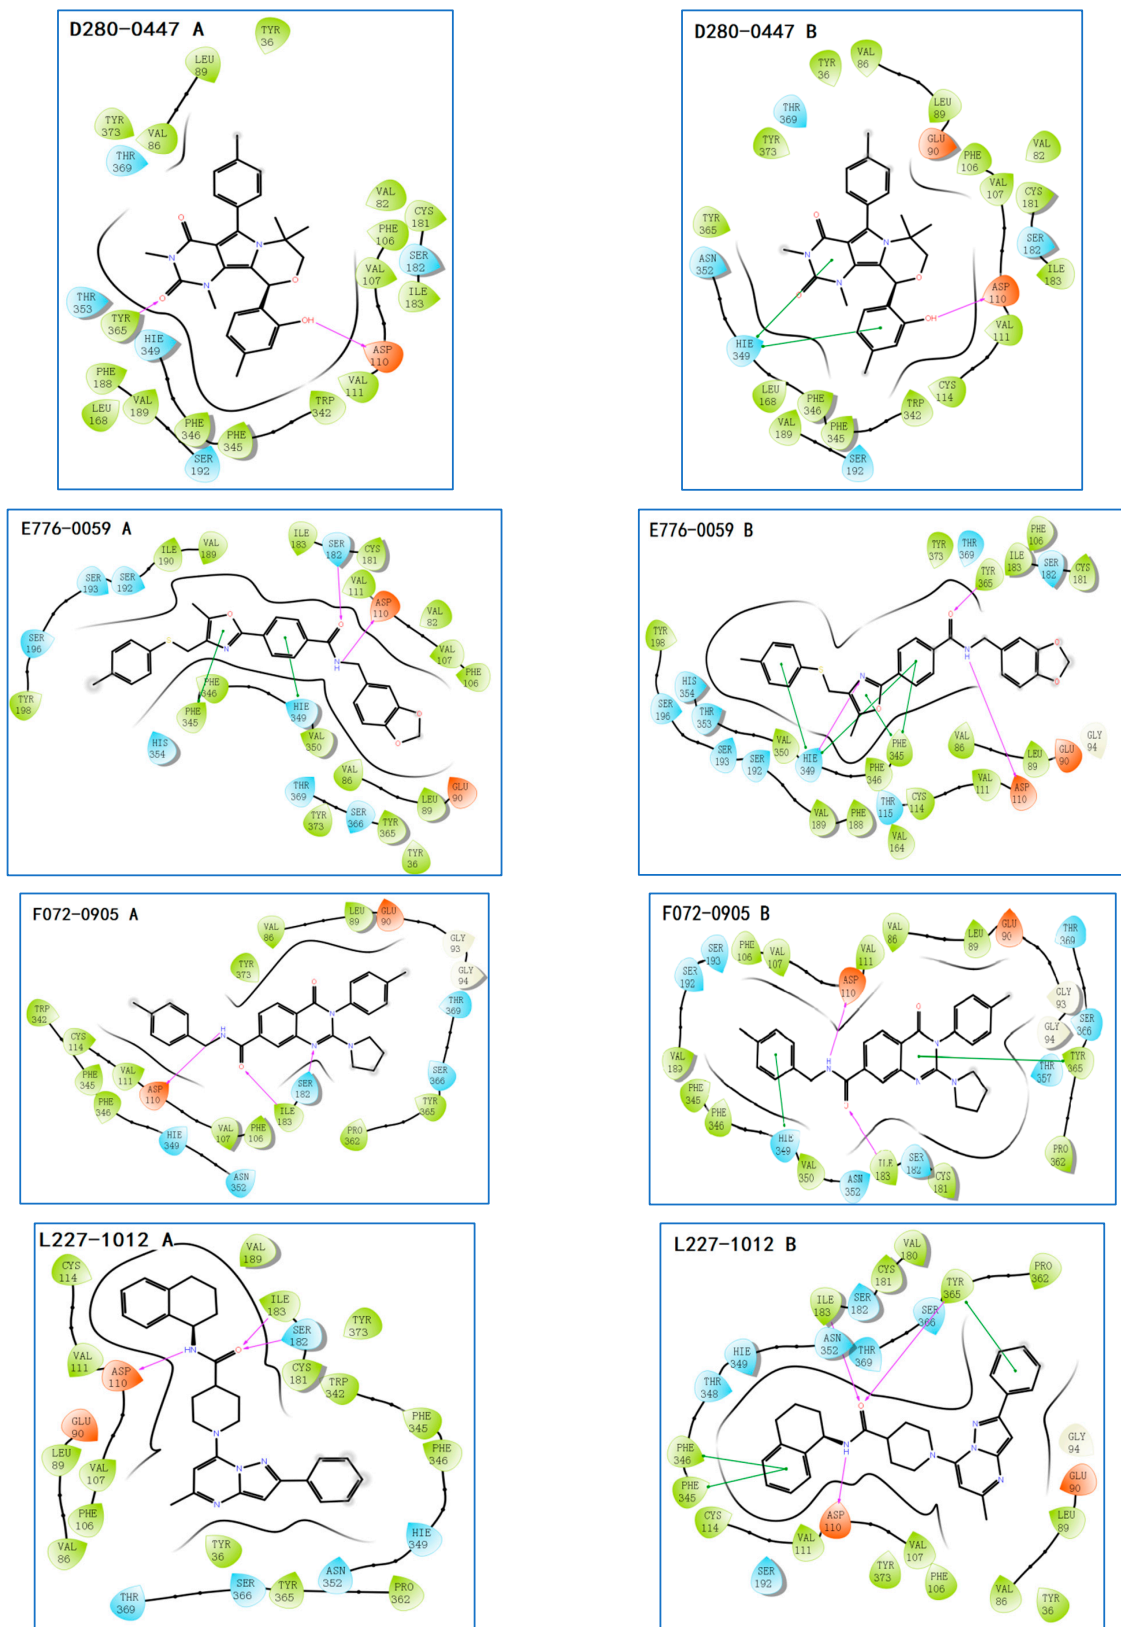 D280-0447 A
TYR
36
LEU
89
TYR
373
VAL
86
THR
369
VAL
82
CYS
181
PHE
106
SER
182
VAL
107
ILE
183
O
N
N
N
O
O
OH
THR
353
TYR
365
HIE
349
ASP
110
PHE
188
VAL
111
LEU
168
VAL
189
TRP
342
PHE
346
PHE
345
SER
192
D280-0447 B
TYR
36
VAL
86
THR
369
LEU
89
TYR
373
GLU
90
VAL
82
PHE
106
VAL
107
CYS
181
TYR
365
SER
182
ASN
352
ILE
183
O
N
N
N
O
O
OH
ASP
110
VAL
111
HIE
349
CYS
114
LEU
168
PHE
346
TRP
342
VAL
189
PHE
345
SER
192
E776-0059 A
ILE
190
VAL
189
ILE
183
SER
182
CYS
181
SER
193
SER
192
VAL
111
ASP
110
VAL
82
SER
196
VAL
107
PHE
106
TYR
198
O
S
N
O
NH
O
O
PHE
346
PHE
345
HIE
349
VAL
350
HIS
354
VAL
86
THR
369
LEU
89
GLU
90
TYR
373
SER
366
TYR
365
TYR
36
E776-0059 B
TYR
373
THR
369
PHE
106
ILE
183
SER
182
CYS
181
TYR
365
TYR
198
HIS
354
SER
196
THR
353
S
N
O
O
NH
O
O
SER
193
SER
192
VAL
350
HIE
349
PHE
345
PHE
346
VAL
86
LEU
89
GLU
90
GLY
94
VAL
111
ASP
110
THR
115
CYS
114
VAL
189
PHE
188
VAL
164
F072-0905 A
VAL
86
LEU
89
GLU
90
GLY
93
TYR
373
GLY
94
THR
369
TRP
342
CYS
114
O
N
N
N
NH
O
PHE
345
VAL
111
ASP
110
SER
182
SER
366
PHE
346
ILE
183
TYR
365
HIE
349
VAL
107
PHE
106
PRO
362
ASN
352
F072-0905 B
SER
193
PHE
106
VAL
107
VAL
111
VAL
86
LEU
89
GLU
90
THR
369
SER
192
ASP
110
GLY
93
GLY
94
SER
366
O
N
N
N
NH
O
THR
357
TYR
365
VAL
189
PHE
345
PHE
346
HIE
349
VAL
350
ASN
352
ILE
183
SER
182
CYS
181
PRO
362
L227-1012 A
CYS
114
VAL
189
ILE
183
SER
182
TYR
373
VAL
111
ASP
110
HN
O
CYS
181
TRP
342
GLU
90
PHE
345
PHE
346
LEU
89
VAL
107
N
N
N
N
PHE
106
VAL
86
HIE
349
TYR
36
ASN
352
THR
369
SER
366
TYR
365
PRO
362
L227-1012 B
VAL
180
CYS
181
TYR
365
PRO
362
ILE
183
SER
182
SER
366
HIE
349
ASN
352
THR
369
THR
348
O
NH
N
N
N
N
PHE
346
GLY
94
PHE
345
GLU
90
CYS
114
VAL
111
ASP
110
LEU
89
VAL
107
SER
192
TYR
373
PHE
106
VAL
86
TYR
36